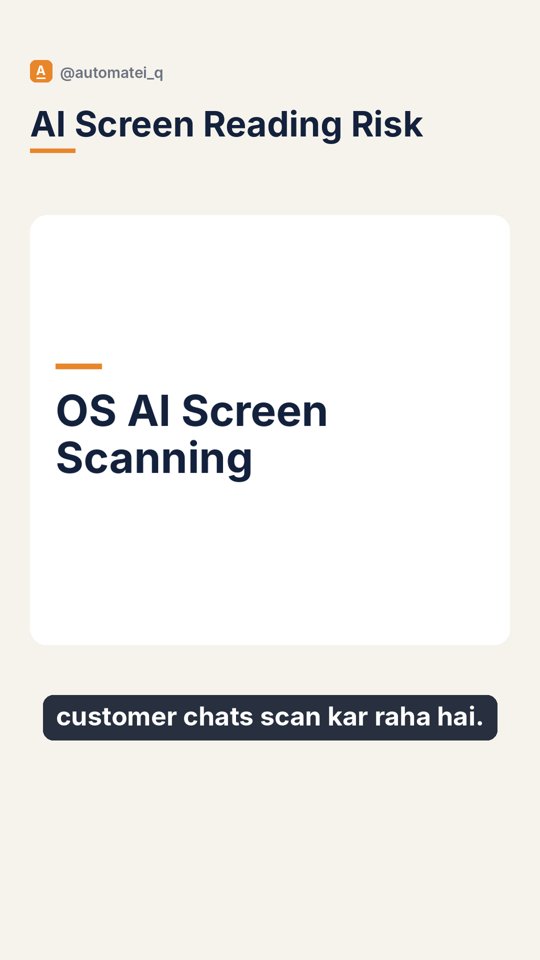 A
@automatei_q
AI Screen Reading Risk
OS AI Screen
Scanning
customer chats scan kar raha hai.